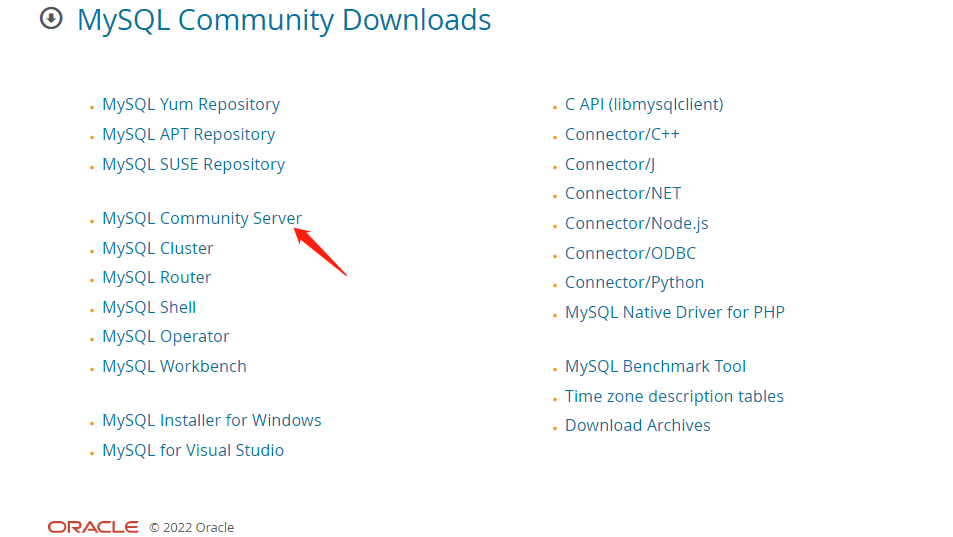 MySQL Community Downloads
MySQL Yum Repository
MySQL APT Repository
MySQL SUSE Repository
MySQL Community Server
MySQL Cluster
MySQL Router
MySQL Shell
MySQL Operator
MySQL Workbench
MySQL Installer for Windows
MySQL for Visual Studio
C API (libmysqlclient)
Connector/C++
Connector/J
Connector/NET
Connector/Node.js
Connector/ODBC
Connector/Python
MySQL Native Driver for PHP
MySQL Benchmark Tool
Time zone description tables
Download Archives
ORACLE © 2022 Oracle